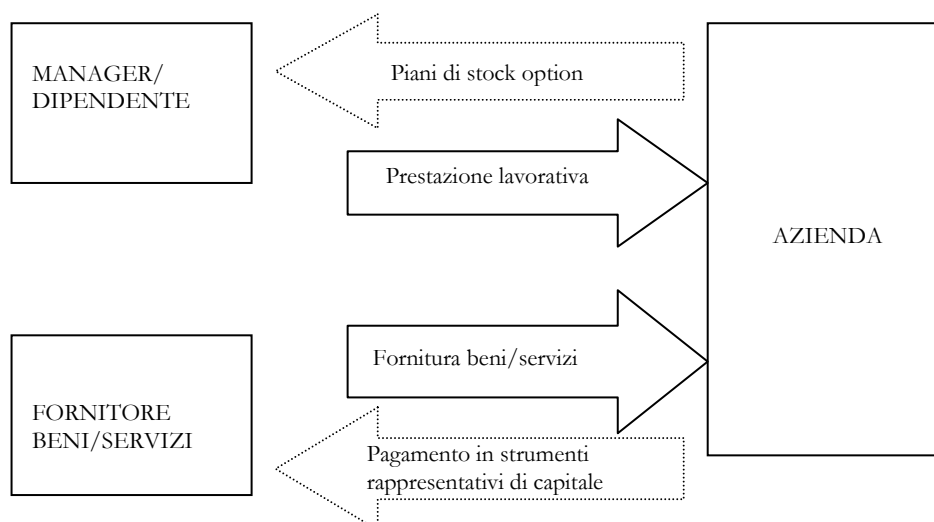 MANAGER/
DIPENDENTE
Piani di stock option
Prestazione lavorativa
AZIENDA
Fornitura beni/servizi
FORNITORE
BENI/SERVIZI
Pagamento in strumenti
rappresentativi di capitale